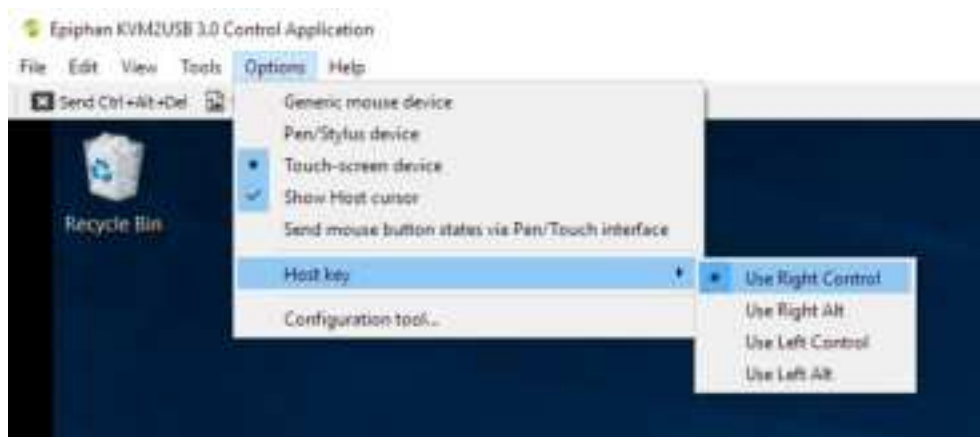 Epiphan KVM2USB 3.0 Control Application
File Edit View Tools Options Help
Send Ctrl+Alt+Del
Generic mouse device
Pen/Stylus device
Touch-screen device
Show Host cursor
Send mouse button states via Pen/Touch interface
Host key
Configuration tool...
Use Right Control
Use Right Alt
Use Left Control
Use Left Alt
Recycle Bin